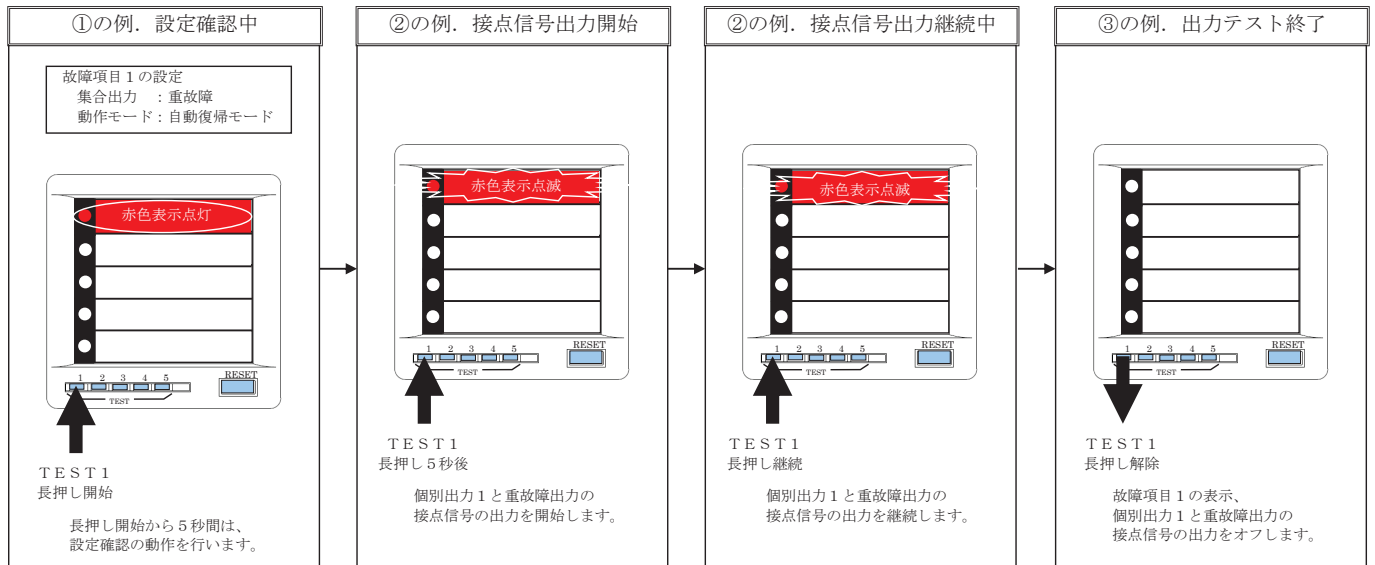 ①の例．設定確認中
故障項目１の設定
集合出力　：重故障
動作モード：自動復帰モード
赤色表示点灯
1 2 3 4 5
TEST
RESET
ＴＥＳＴ１
長押し開始
長押し開始から５秒間は、
設定確認の動作を行います。
②の例．接点信号出力開始
赤色表示点滅
1 2 3 4 5
TEST
RESET
ＴＥＳＴ１
長押し５秒後
個別出力１と重故障出力の
接点信号の出力を開始します。
②の例．接点信号出力継続中
赤色表示点滅
1 2 3 4 5
TEST
RESET
ＴＥＳＴ１
長押し継続
個別出力１と重故障出力の
接点信号の出力を継続します。
③の例．出力テスト終了
1 2 3 4 5
TEST
RESET
ＴＥＳＴ１
長押し解除
故障項目１の表示、
個別出力１と重故障出力の
接点信号の出力をオフします。